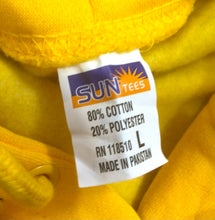 SUN
TEES
80% COTTON
20% POLYESTER
RN 118510 L
MADE IN PAKISTAN